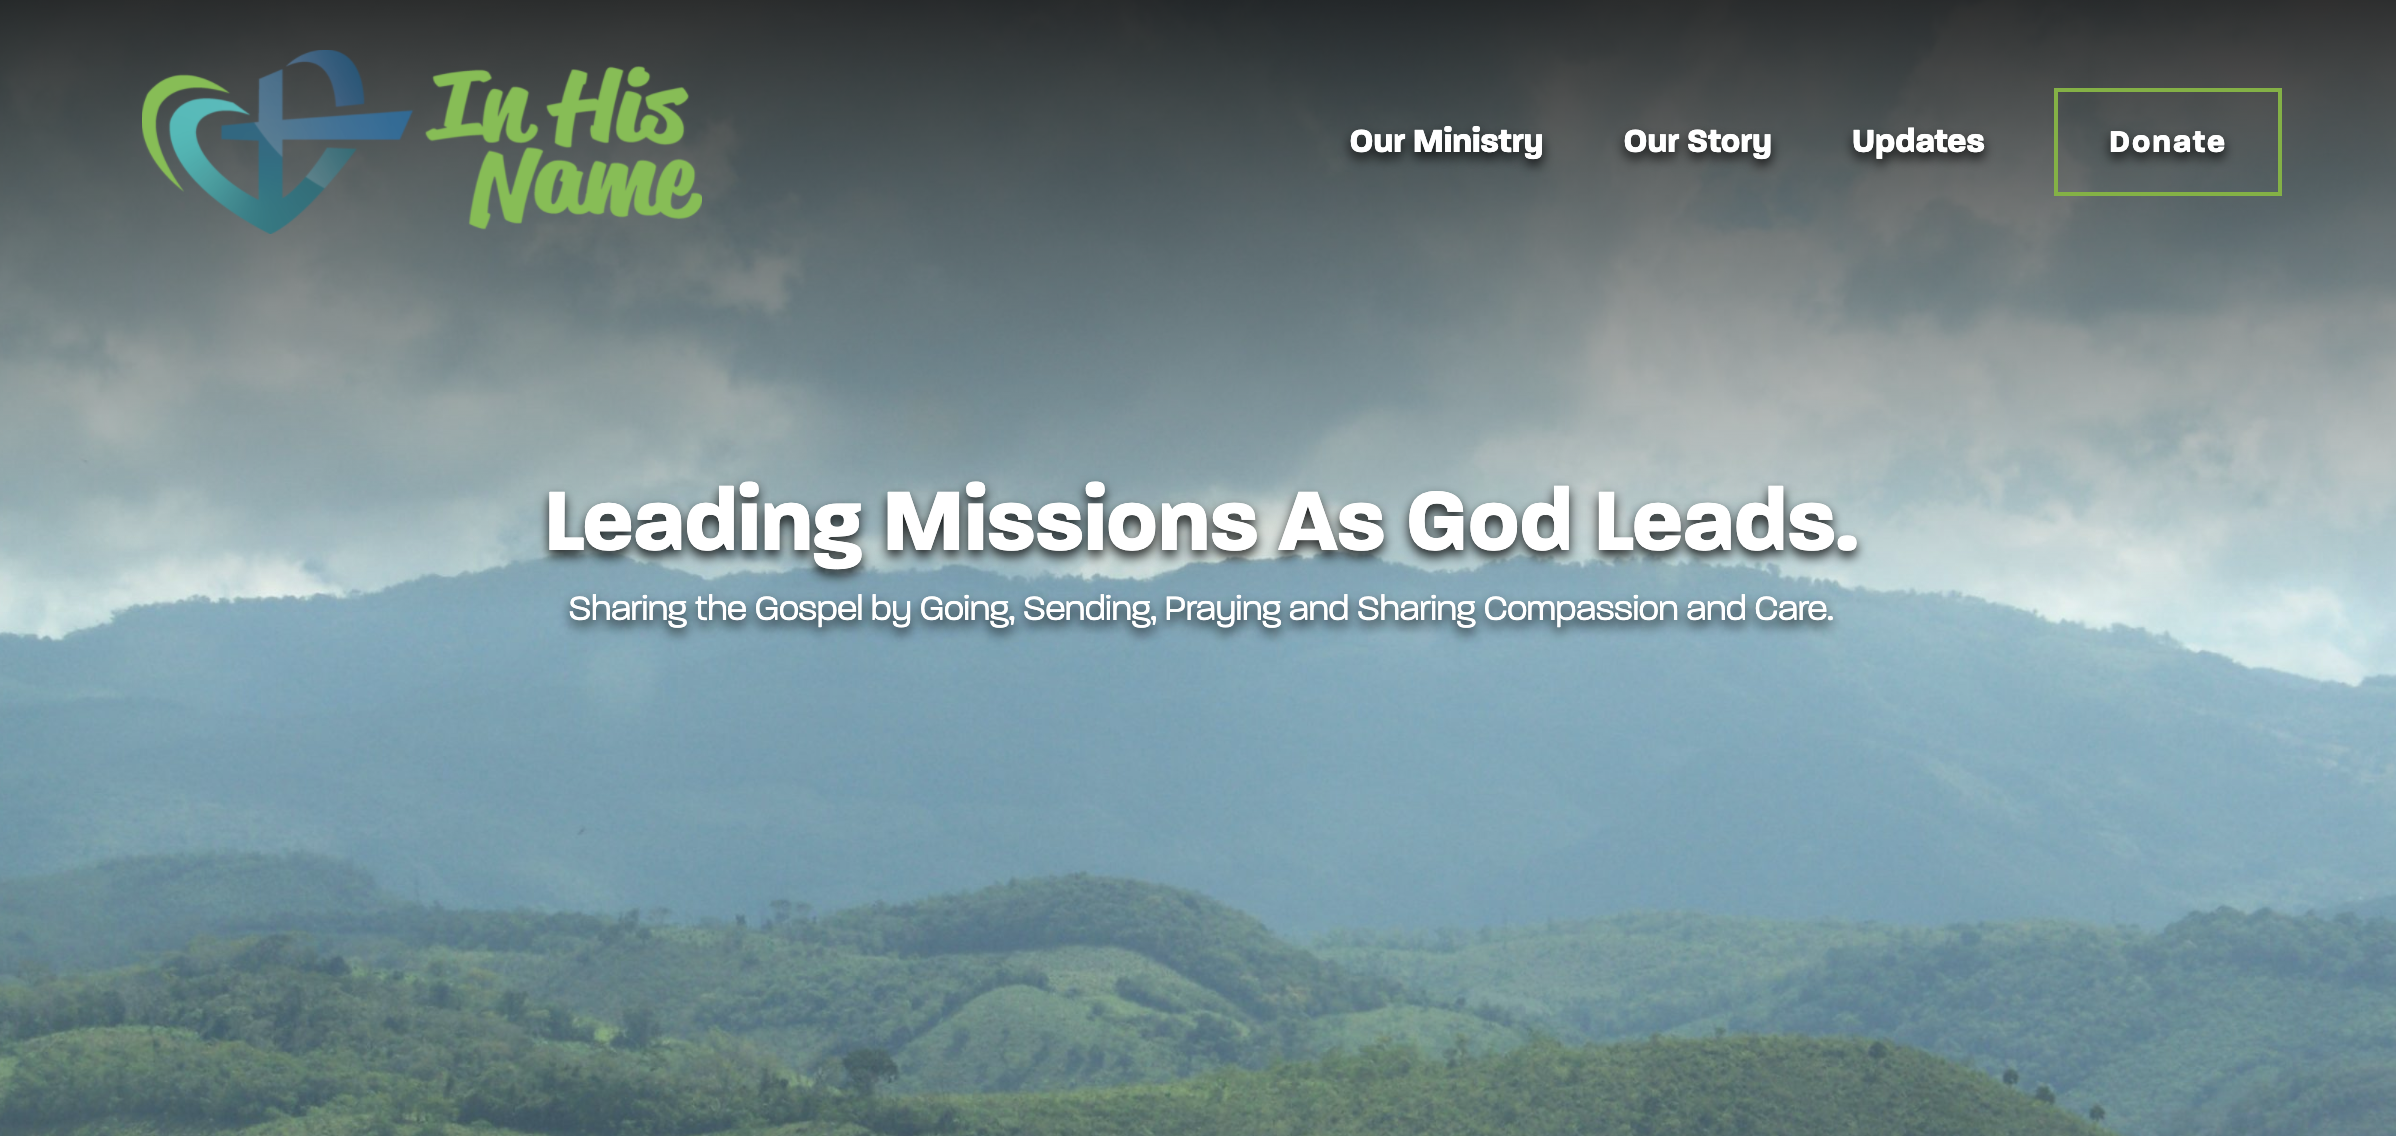 In His
Name
Our Ministry
Our Story
Updates
Donate
Leading Missions As God Leads.
Sharing the Gospel by Going, Sending, Praying and Sharing Compassion and Care.